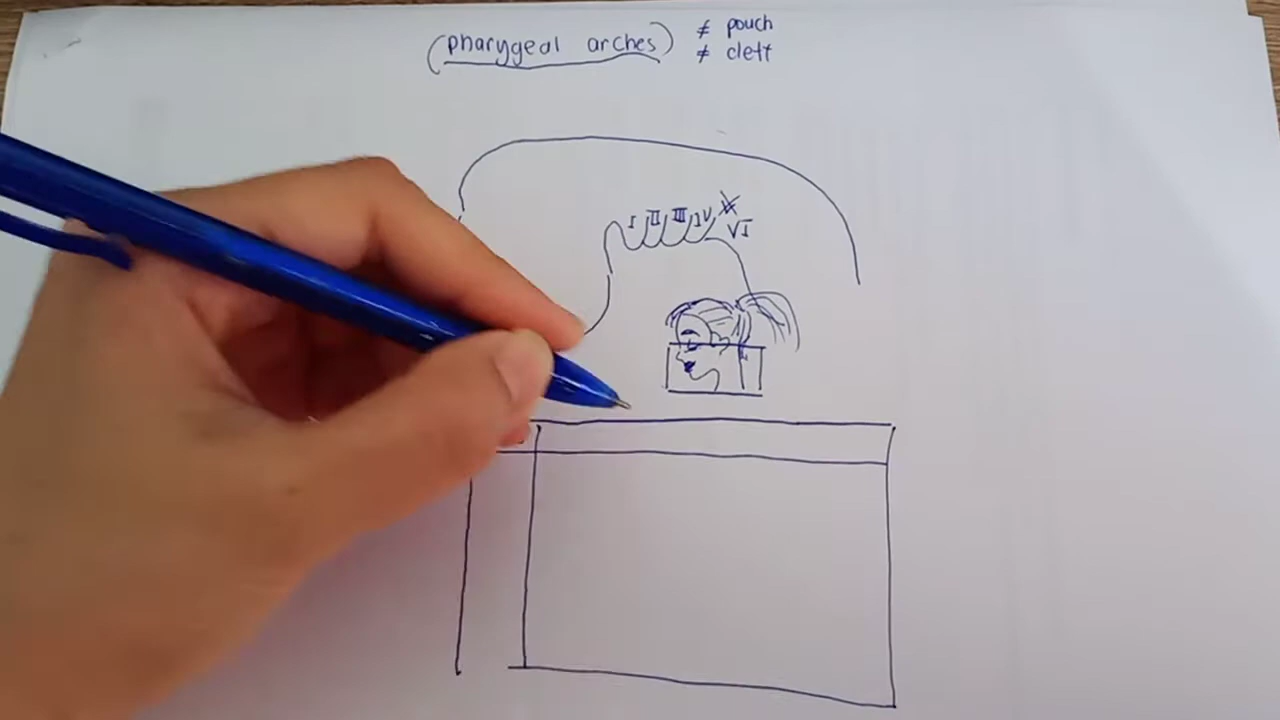 (pharygeal arches) ≠ pouch
≠ cleft
I II III IV V
VI